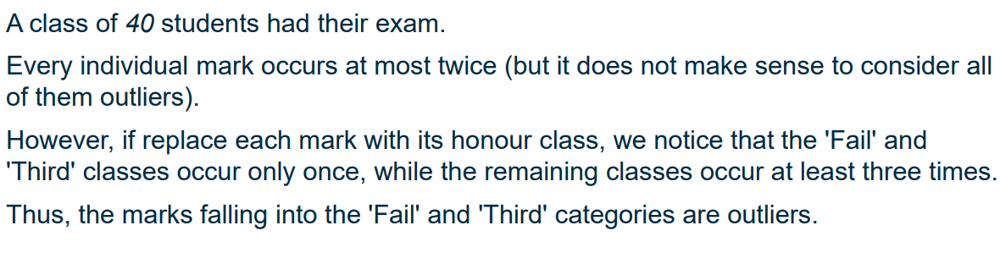 A class of 40 students had their exam.
Every individual mark occurs at most twice (but it does not make sense to consider all
of them outliers).
However, if replace each mark with its honour class, we notice that the 'Fail' and
'Third' classes occur only once, while the remaining classes occur at least three times.
Thus, the marks falling into the 'Fail' and 'Third' categories are outliers.